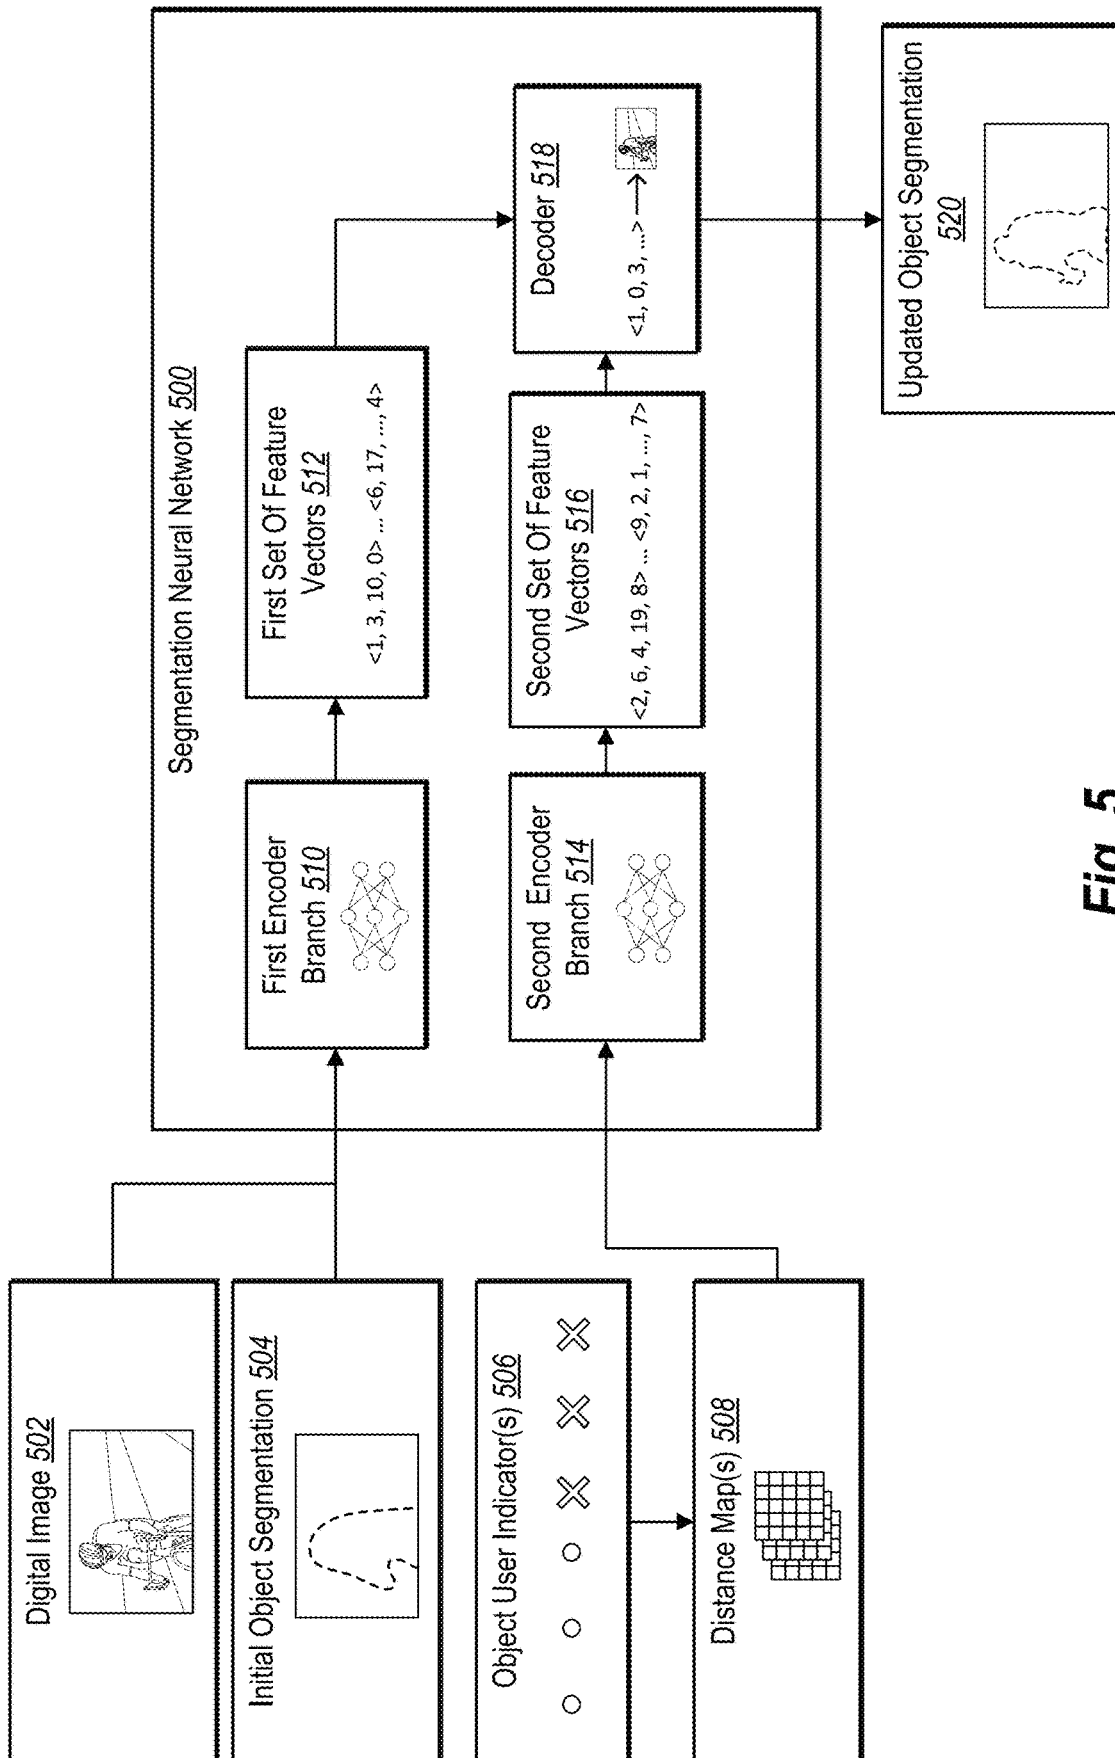 Digital Image 502
Initial Object Segmentation 504
Object User Indicator(s) 506
Distance Map(s) 508
Segmentation Neural Network 500
First Encoder
Branch 510
First Set Of Feature
Vectors 512
<1, 3, 10, 0> ... <6, 17, ..., 4>
Second Encoder
Branch 514
Second Set Of Feature
Vectors 516
<2, 6, 4, 19, 8> ... <9, 2, 1, ..., 7>
Decoder 518
<1, 0, 3, ...>
Updated Object Segmentation
520
Fig. 5